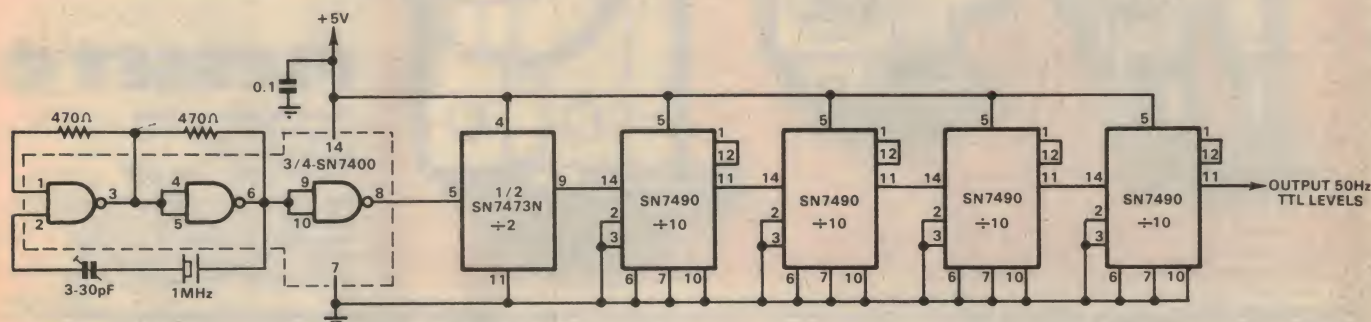 +5V
0.1
470Ω 470Ω
14
3/4-SN7400
1 2 3
4 5 6
9 10 8
7
3-30pF
1MHz
4
5
1/2
SN7473N
÷2
9
11
5
14
SN7490
÷10
1
12
11
2
3
6 7 10
5
14
SN7490
÷10
1
12
11
2
3
6 7 10
5
14
SN7490
÷10
1
12
11
2
3
6 7 10
5
14
SN7490
÷10
1
12
11
2
3
6 7 10
OUTPUT 50Hz
TTL LEVELS